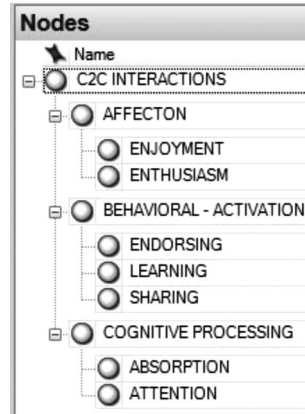 Nodes
Name
C2C INTERACTIONS
AFFECTON
ENJOYMENT
ENTHUSIASM
BEHAVIORAL - ACTIVATION
ENDORSING
LEARNING
SHARING
COGNITIVE PROCESSING
ABSORPTION
ATTENTION